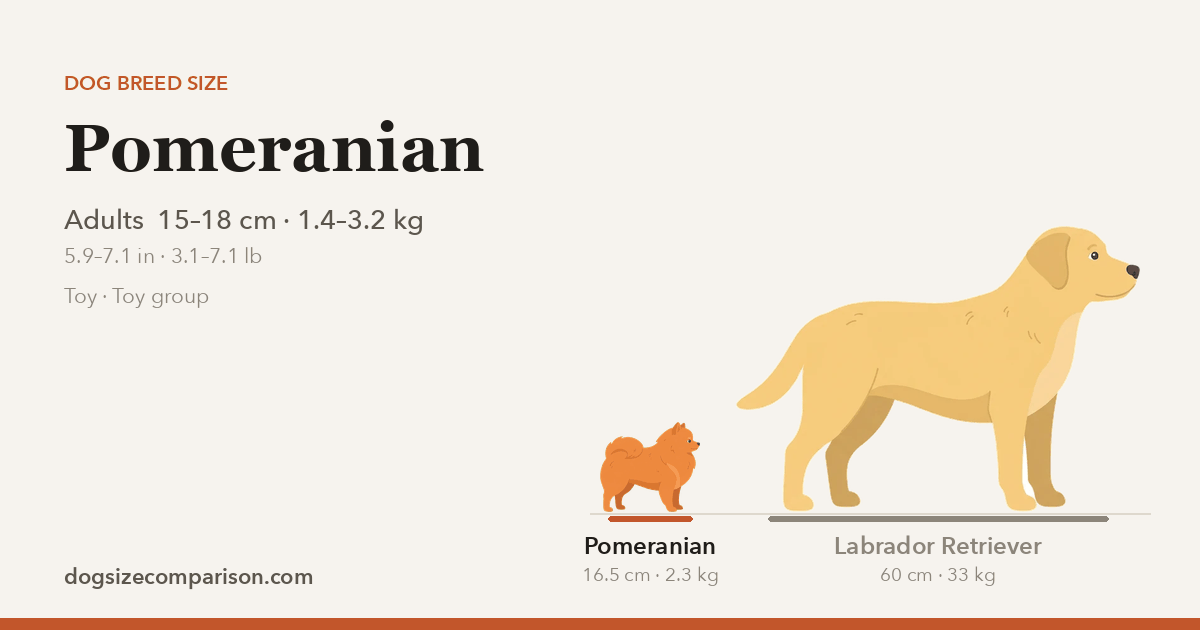 DOG BREED SIZE
Pomeranian
Adults 15–18 cm · 1.4–3.2 kg
5.9–7.1 in · 3.1–7.1 lb
Toy · Toy group
Pomeranian
16.5 cm · 2.3 kg
Labrador Retriever
60 cm · 33 kg
dogsizecomparison.com